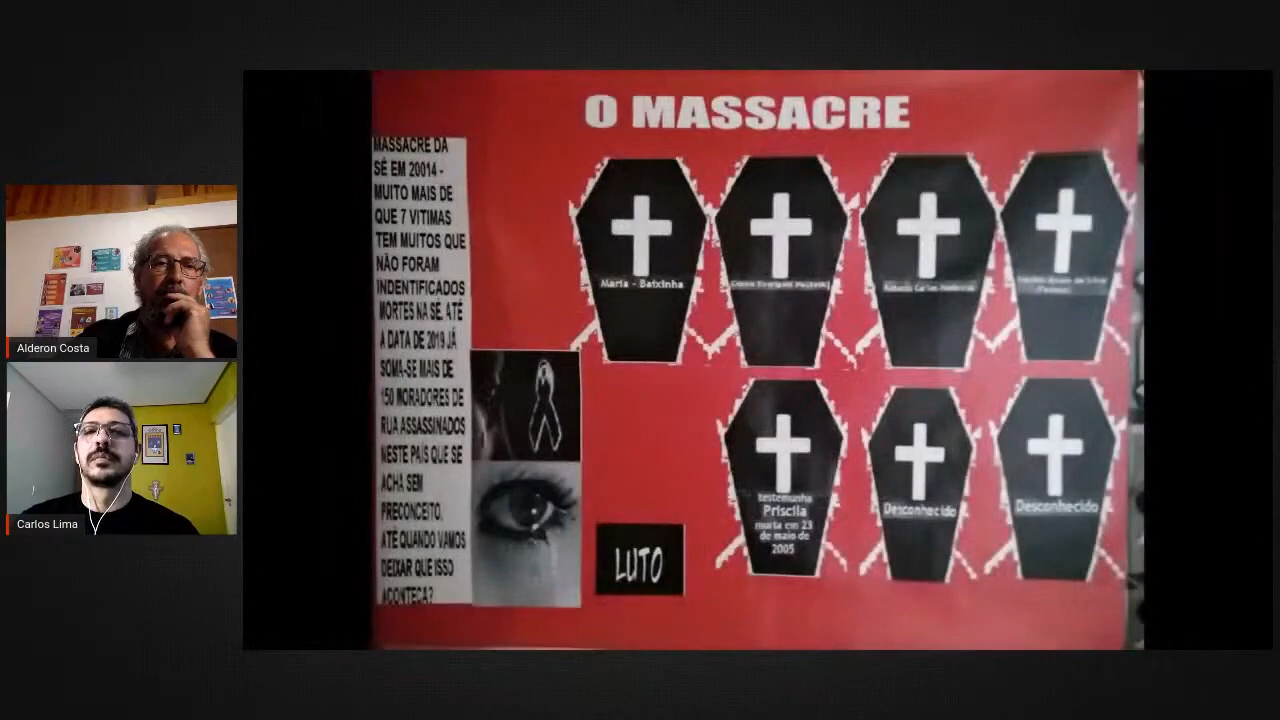 O MASSACRE
MASSACRE DA
SÉ EM 20014 -
MUITO MAIS DE
QUE 7 VITIMAS
TEM MUITOS QUE
NÃO FORAM
INDENTIFICADOS
MORTES NA SÉ. ATÉ
A DATA DE 2019 JÁ
SOMA-SE MAIS DE
150 MORADORES DE
RUA ASSASSINADOS
NESTE PAÍS QUE SE
ACHA SEM
PRECONCEITO.
ATÉ QUANDO VAMOS
DEIXAR QUE ISSO
ACONTEÇA?
Maria - Baixinha
Antonio Carlos
testemunha
Priscila
morta em 23
de maio de
2005
Desconhecido
Desconhecido
LUTO
Alderon Costa
Carlos Lima